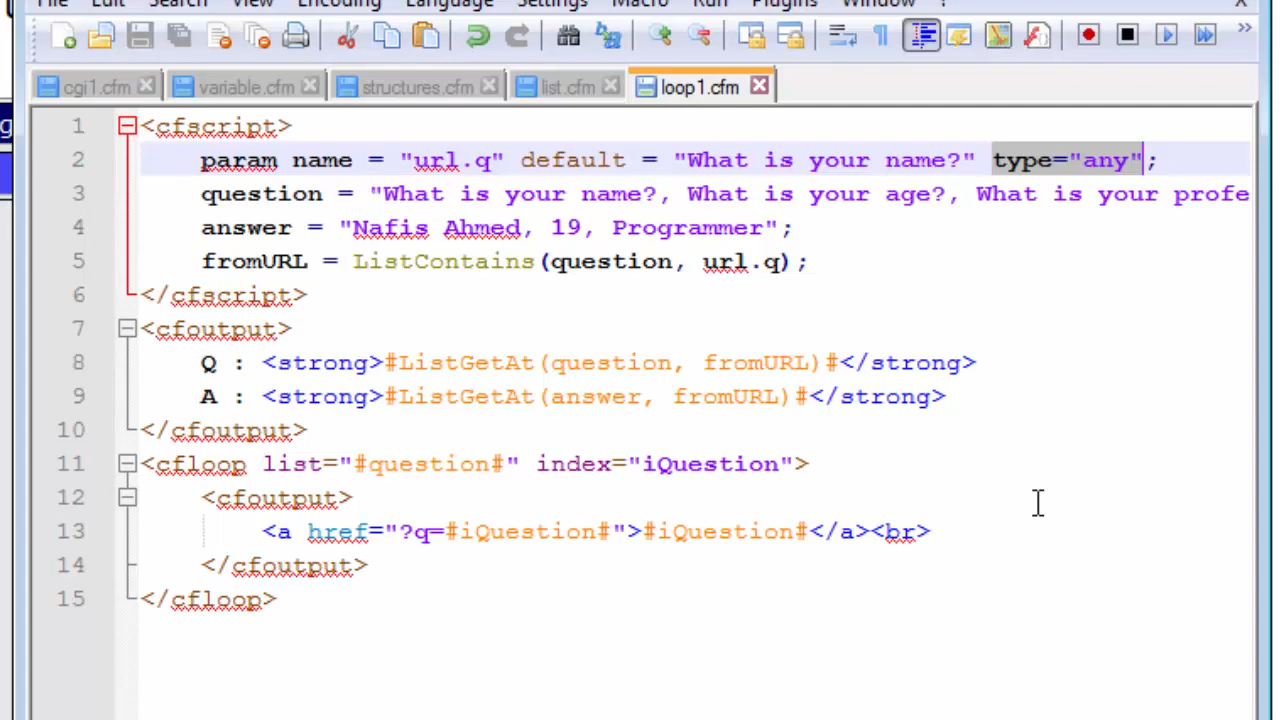 File Edit Search View Encoding Language Settings Macro Run Plugins Window ?
cgi1.cfm variable.cfm structures.cfm list.cfm loop1.cfm
1 <cfscript>
2 param name = "url.q" default = "What is your name?" type="any";
3 question = "What is your name?, What is your age?, What is your profe
4 answer = "Nafis Ahmed, 19, Programmer";
5 fromURL = ListContains(question, url.q);
6 </cfscript>
7 <cfoutput>
8 Q : <strong>#ListGetAt(question, fromURL)#</strong>
9 A : <strong>#ListGetAt(answer, fromURL)#</strong>
10 </cfoutput>
11 <cfloop list="#question#" index="iQuestion">
12 <cfoutput>
13 <a href="?q=#iQuestion#">#iQuestion#</a><br>
14 </cfoutput>
15 </cfloop>